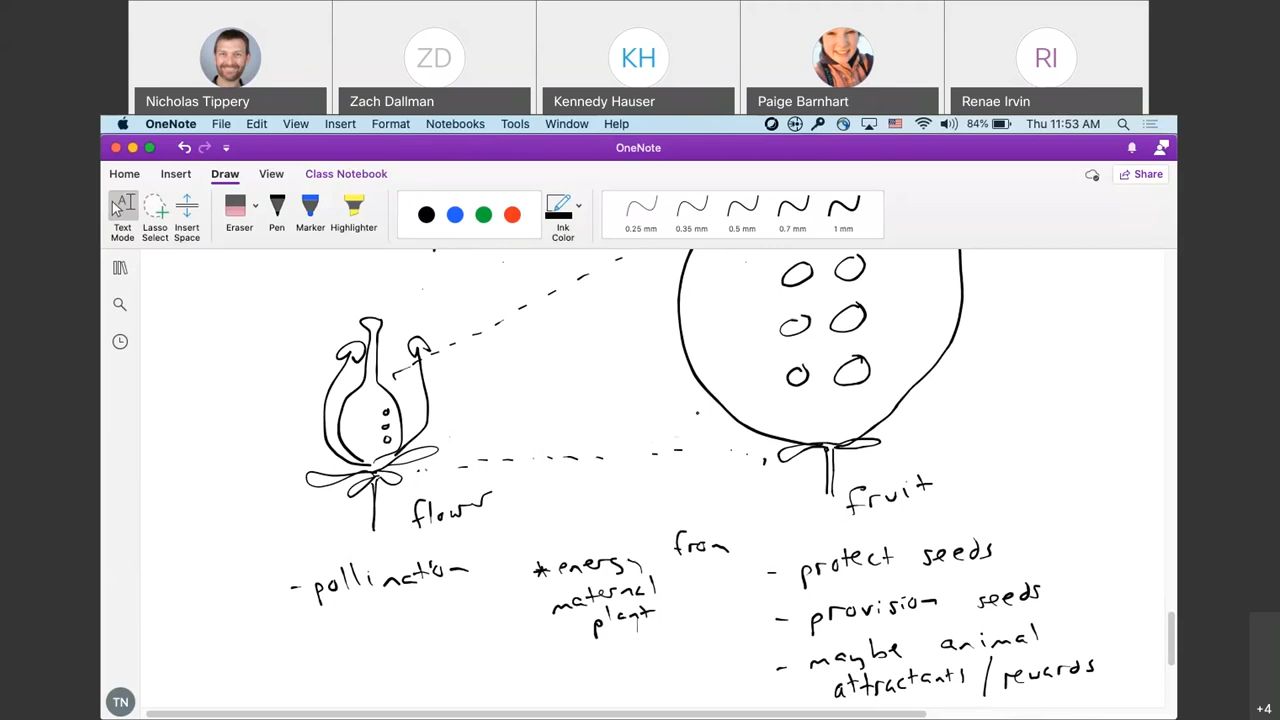 ZD
KH
RI
Nicholas Tippery
Zach Dallman
Kennedy Hauser
Paige Barnhart
Renae Irvin
OneNote File Edit View Insert Format Notebooks Tools Window Help
84% Thu 11:53 AM
OneNote
Home Insert Draw View Class Notebook
Share
Text Mode
Lasso Select
Insert Space
Eraser
Pen
Marker
Highlighter
Ink Color
0.25 mm
0.35 mm
0.5 mm
0.7 mm
1 mm
flower
fruit
- pollination
* energy from
maternal
plant
- protect seeds
- provision seeds
- maybe animal
attractants / rewards
TN
+4